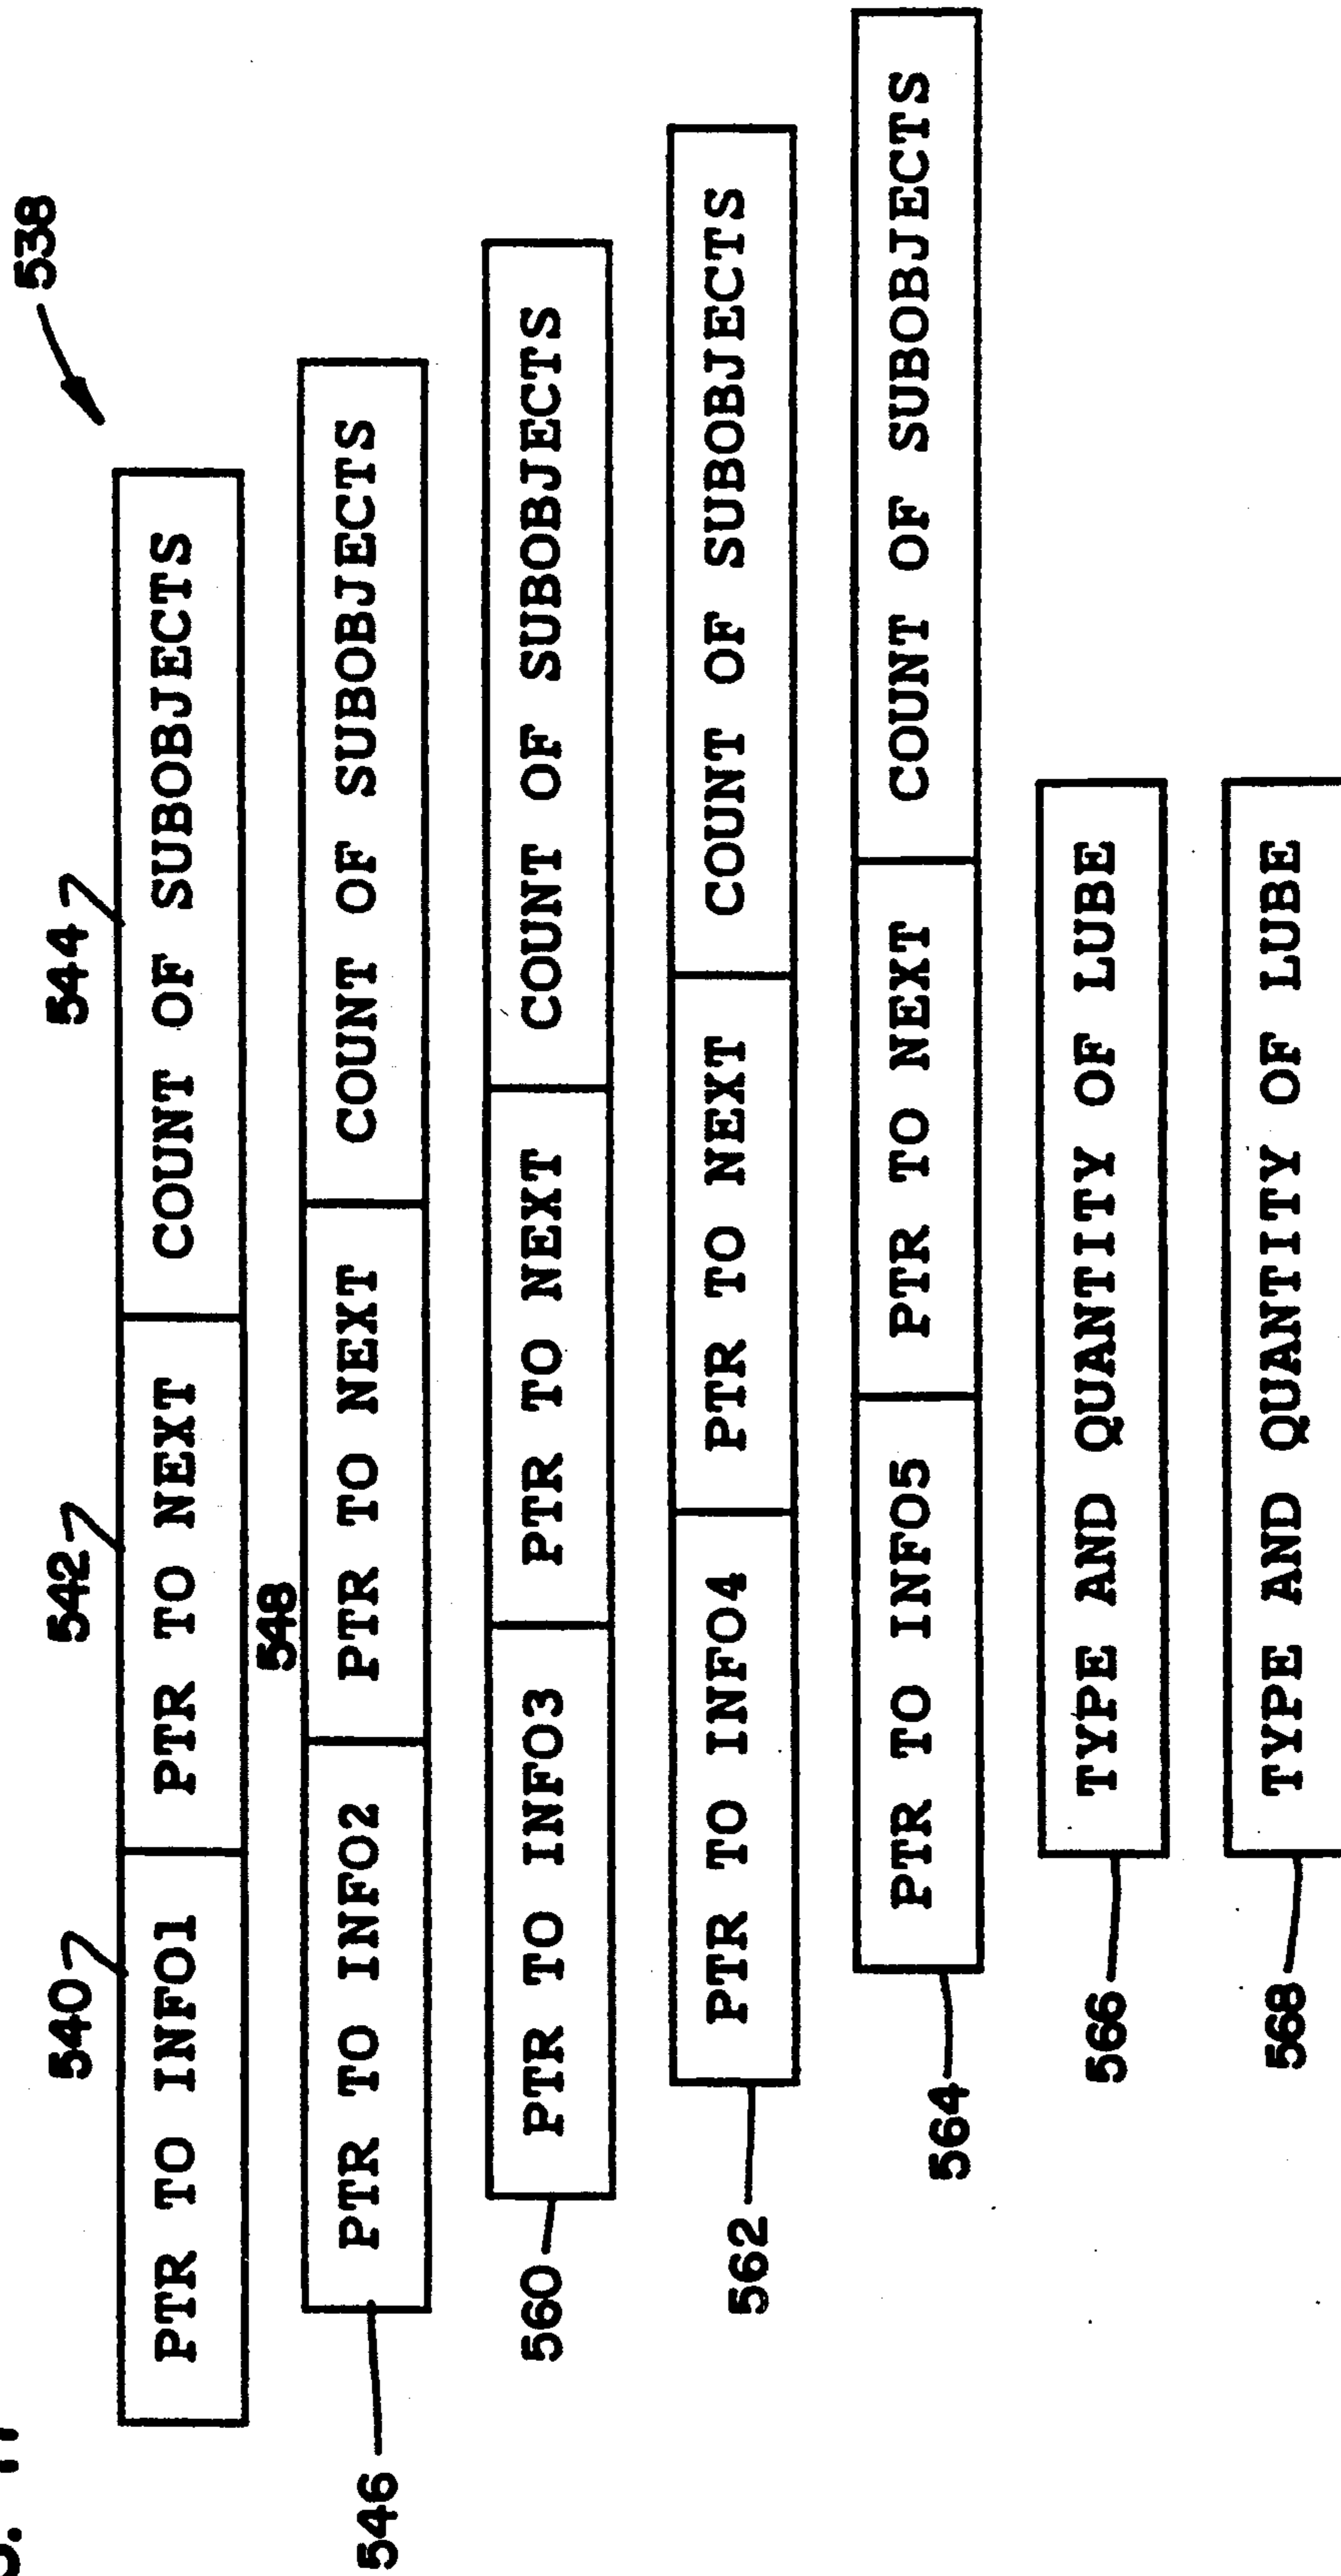 538
540 542 544
PTR TO INFO1 PTR TO NEXT COUNT OF SUBOBJECTS
548
546 PTR TO INFO2 PTR TO NEXT COUNT OF SUBOBJECTS
560 PTR TO INFO3 PTR TO NEXT COUNT OF SUBOBJECTS
562 PTR TO INFO4 PTR TO NEXT COUNT OF SUBOBJECTS
564 PTR TO INFO5 PTR TO NEXT COUNT OF SUBOBJECTS
566 TYPE AND QUANTITY OF LUBE
568 TYPE AND QUANTITY OF LUBE